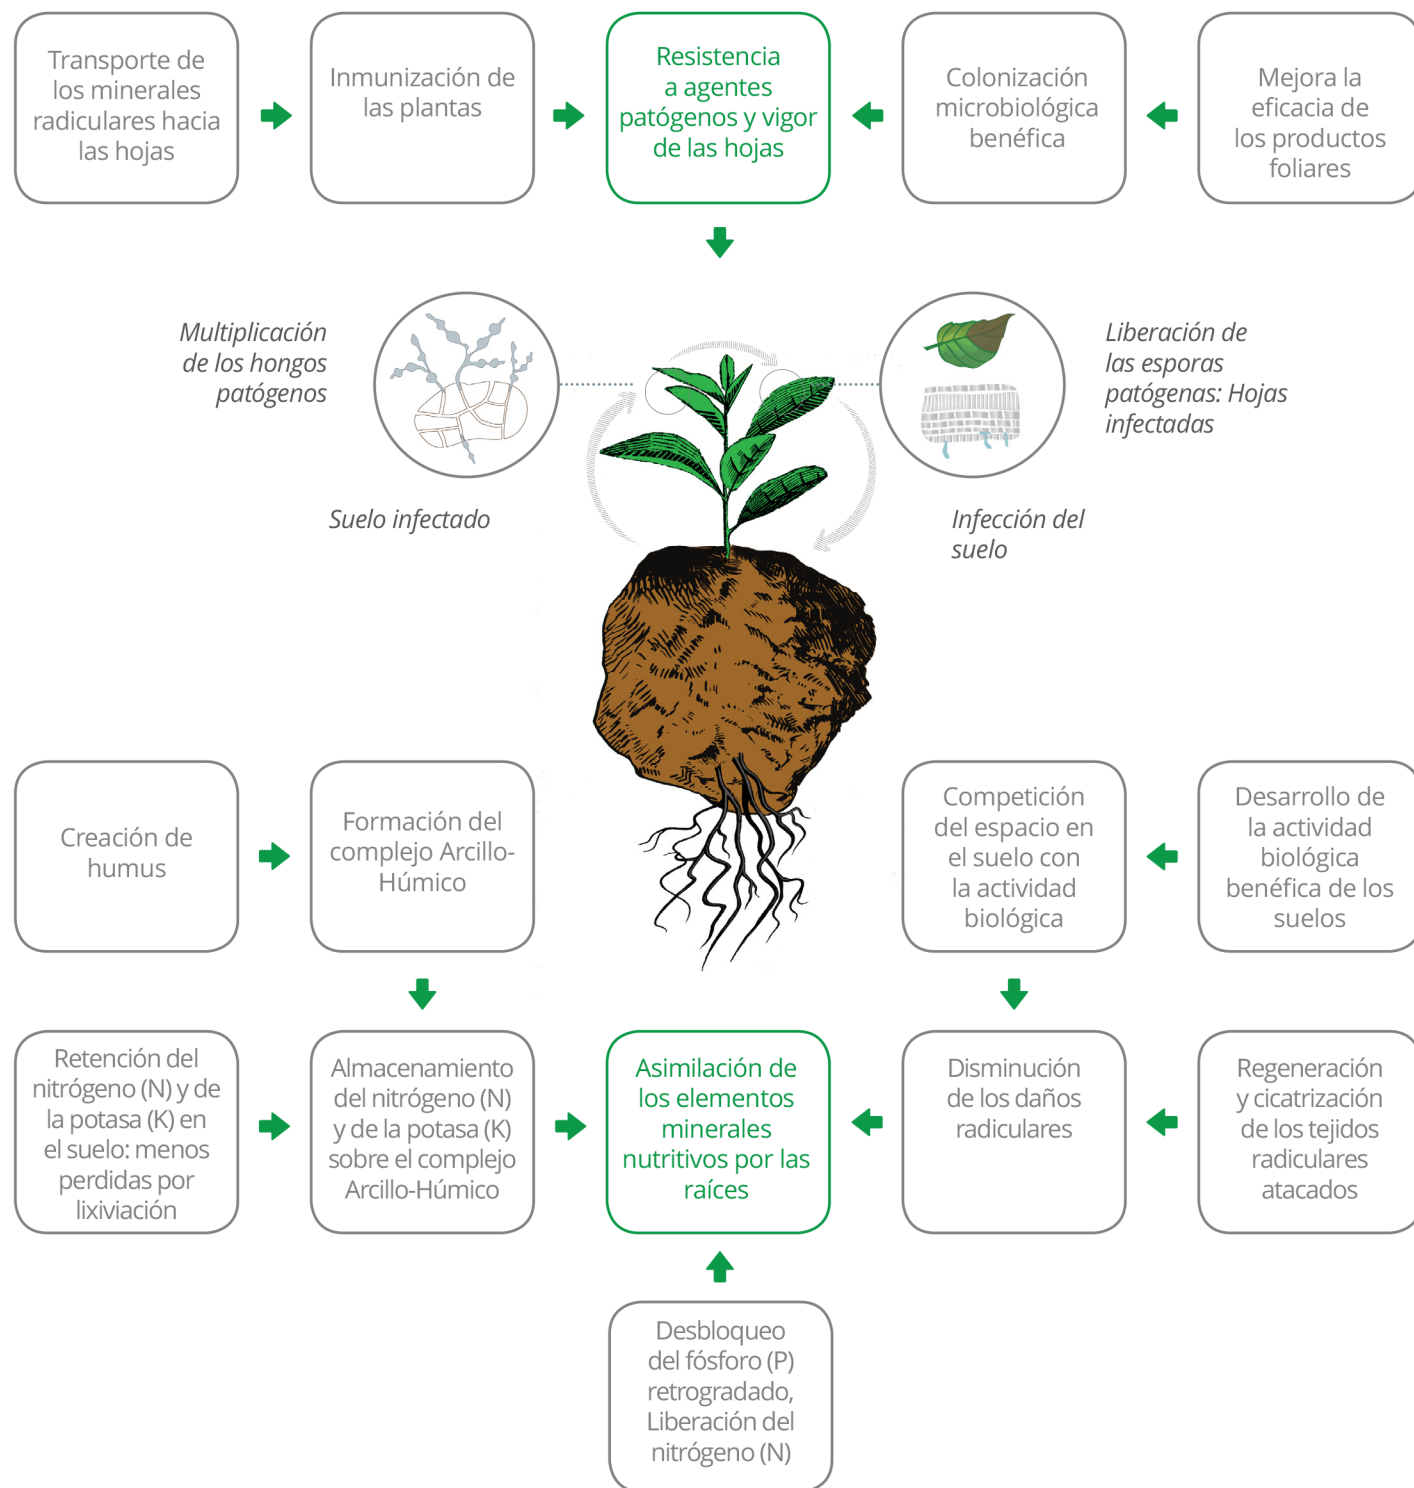 Transporte de
los minerales
radiculares hacia
las hojas
Inmunización de
las plantas
Resistencia
a agentes
patógenos y vigor
de las hojas
Colonización
microbiológica
benéfica
Mejora la
eficacia de
los productos
foliares
Multiplicación
de los hongos
patógenos
Liberación de
las esporas
patógenas: Hojas
infectadas
Suelo infectado
Infección del
suelo
Creación de
humus
Formación del
complejo Arcillo-
Húmico
Competición
del espacio en
el suelo con
la actividad
biológica
Desarrollo de
la actividad
biológica
benéfica de los
suelos
Retención del
nitrógeno (N) y de
la potasa (K) en
el suelo: menos
perdidas por
lixiviación
Almacenamiento
del nitrógeno (N)
y de la potasa (K)
sobre el complejo
Arcillo-Húmico
Asimilación de
los elementos
minerales
nutritivos por las
raíces
Disminución
de los daños
radiculares
Regeneración
y cicatrización
de los tejidos
radiculares
atacados
Desbloqueo
del fósforo (P)
retrogradado,
Liberación del
nitrógeno (N)